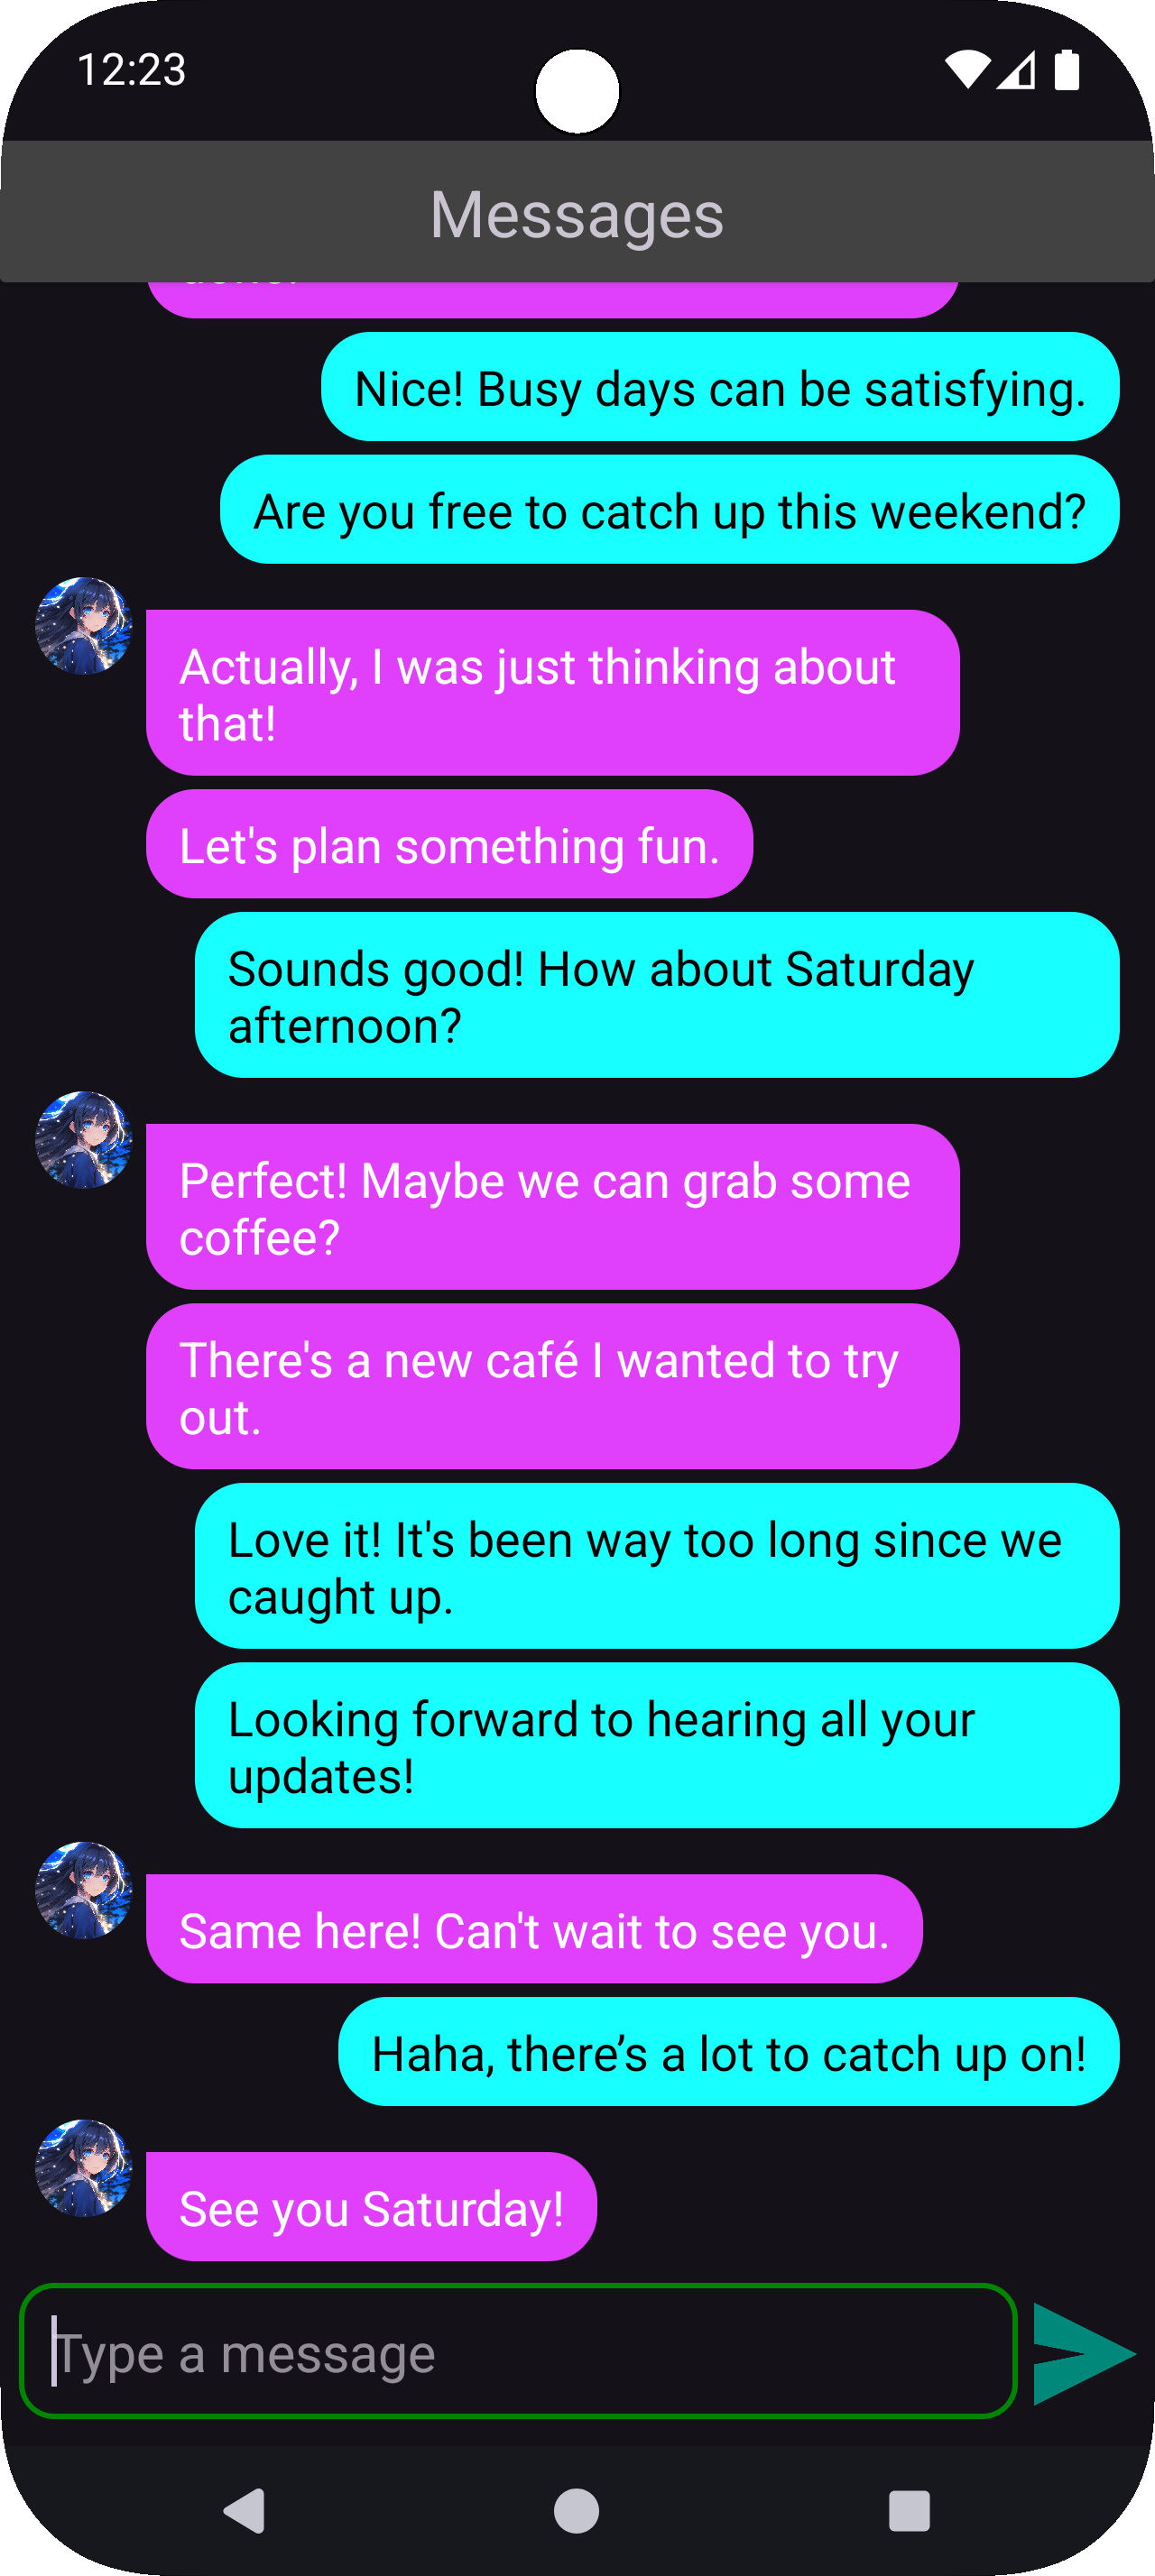 12:23
Messages
Nice! Busy days can be satisfying.
Are you free to catch up this weekend?
Actually, I was just thinking about
that!
Let's plan something fun.
Sounds good! How about Saturday
afternoon?
Perfect! Maybe we can grab some
coffee?
There's a new café I wanted to try
out.
Love it! It's been way too long since we
caught up.
Looking forward to hearing all your
updates!
Same here! Can't wait to see you.
Haha, there’s a lot to catch up on!
See you Saturday!
Type a message